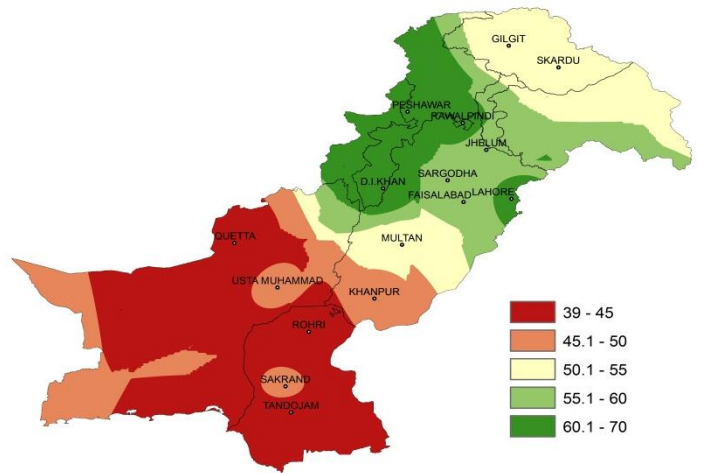 GILGIT
SKARDU
PESHAWAR
RAWALPINDI
JHELUM
D.I.KHAN
SARGODHA
FAISALABAD
LAHORE
QUETTA
MULTAN
USTA MUHAMMAD
KHANPUR
ROHRI
SAKRAND
TANDOJAM
39 - 45
45.1 - 50
50.1 - 55
55.1 - 60
60.1 - 70